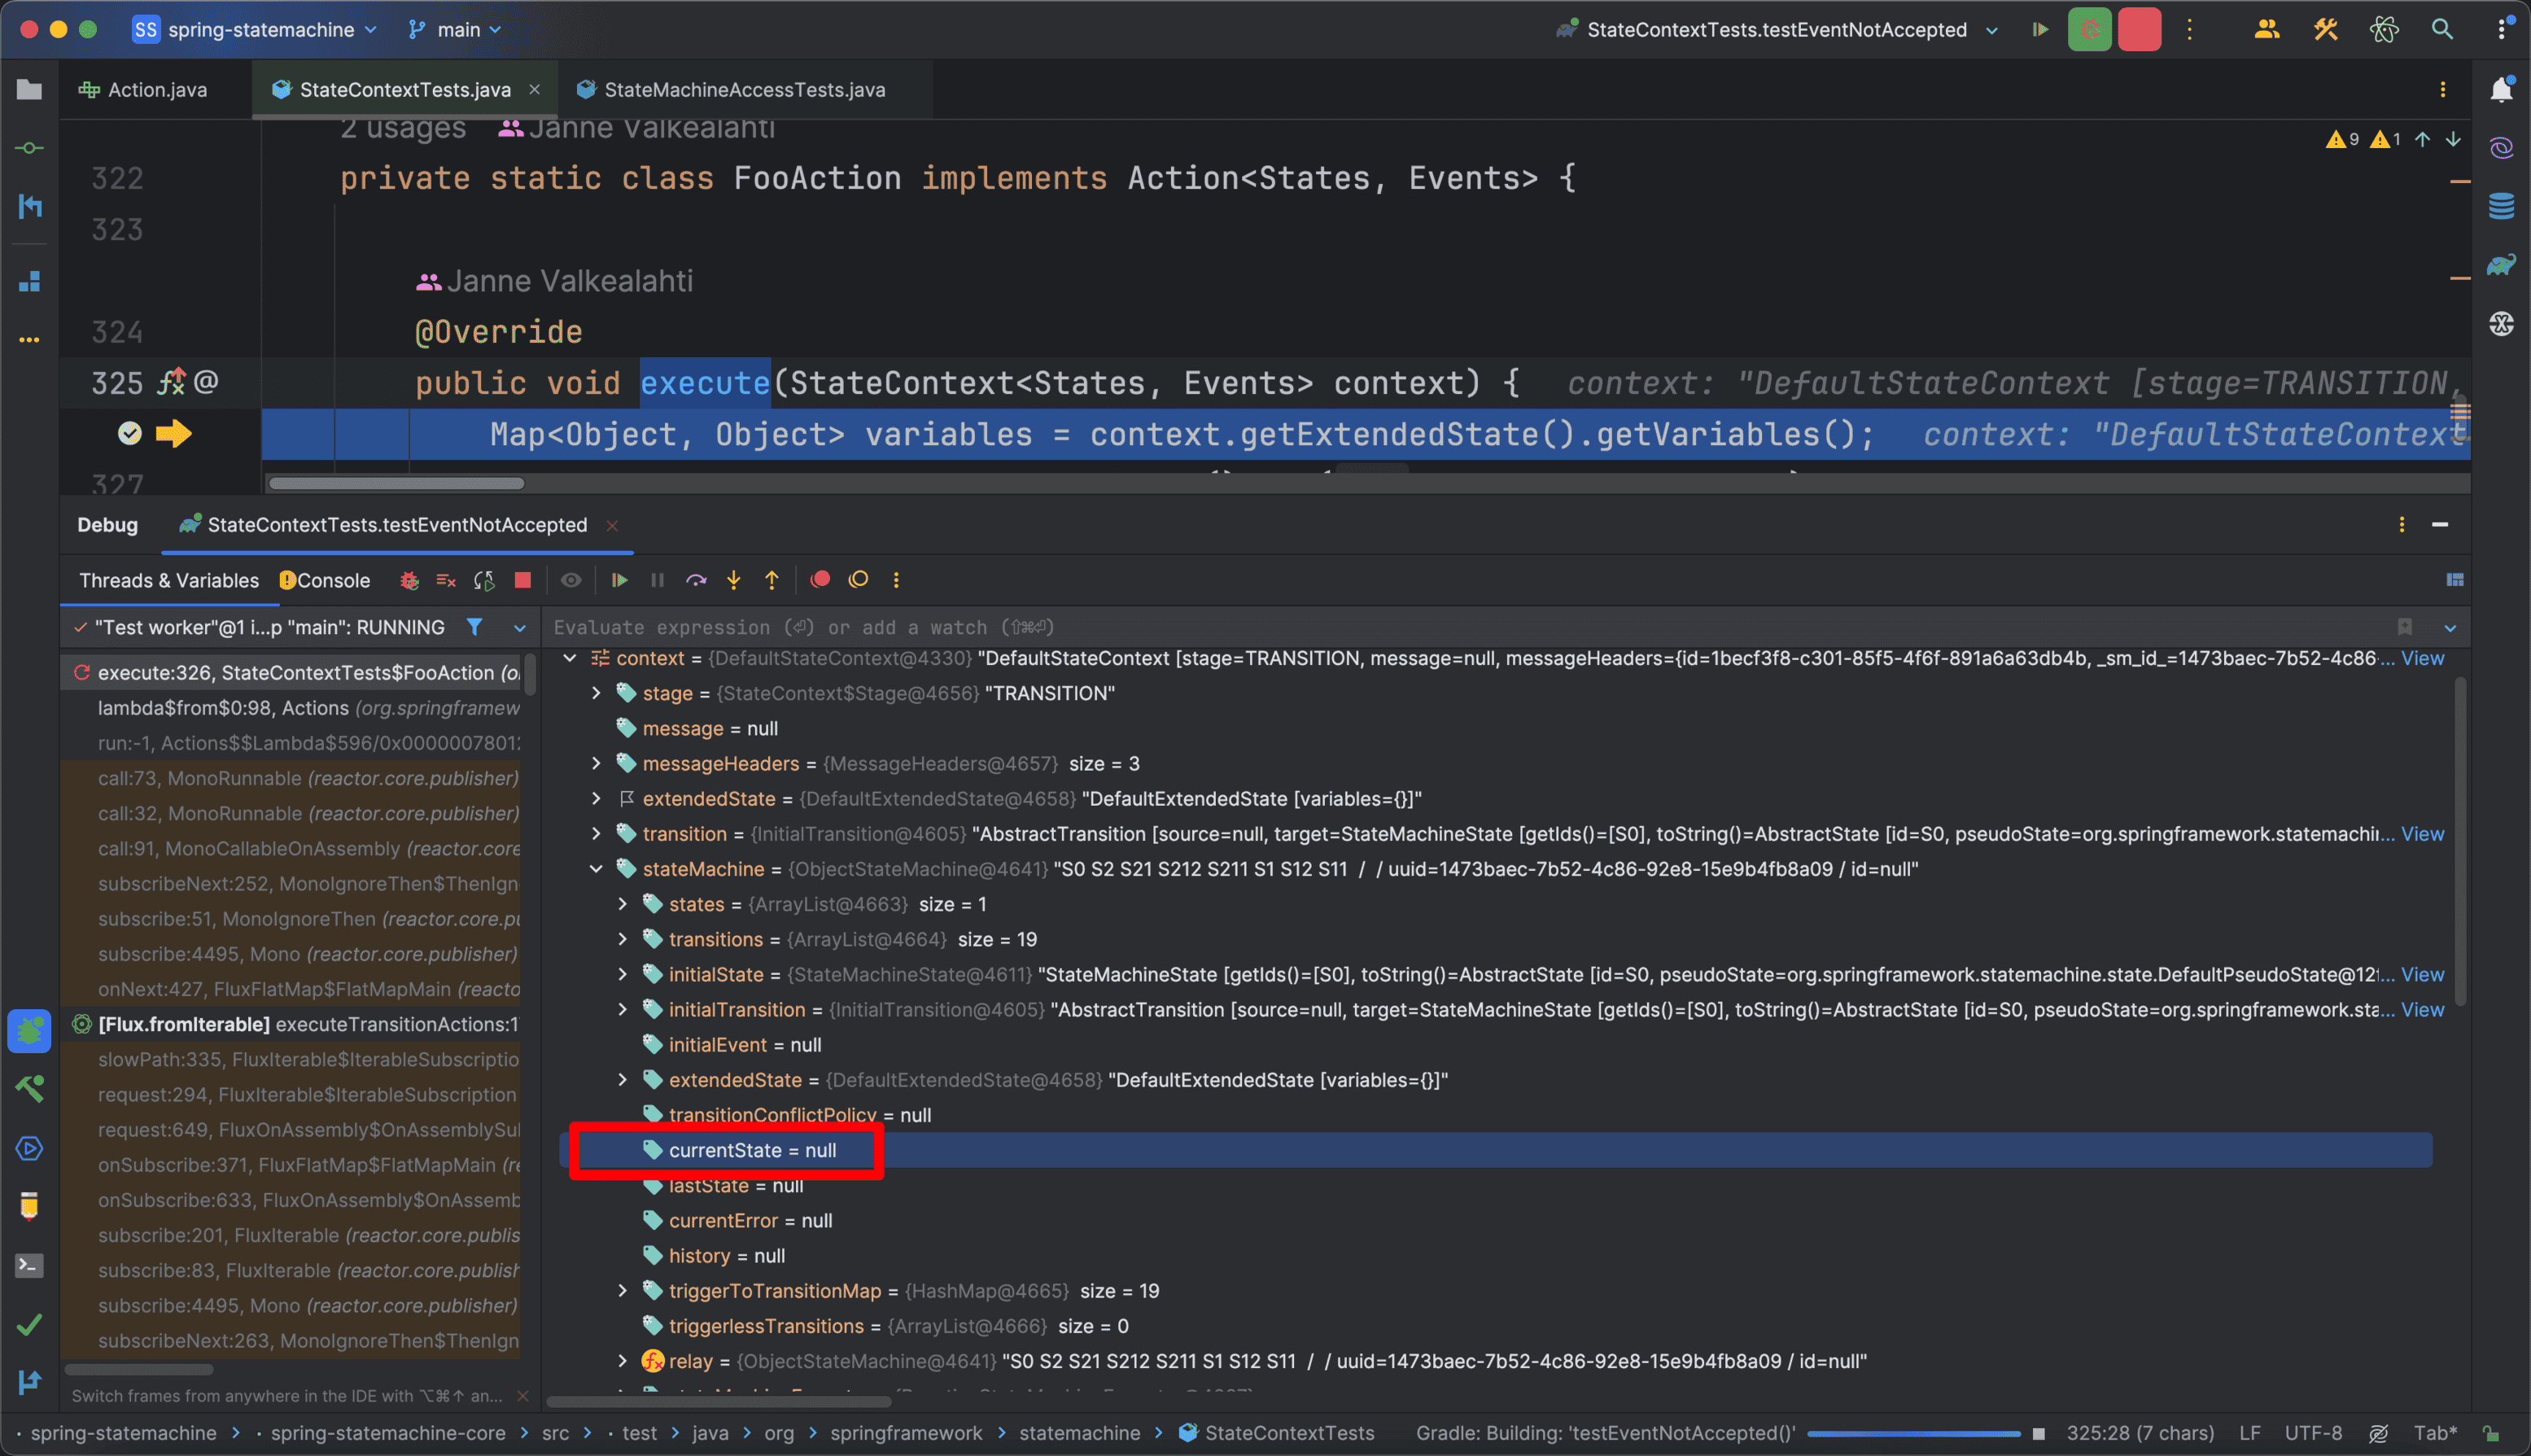 SS spring-statemachine main StateContextTests.testEventNotAccepted
Action.java StateContextTests.java StateMachineAccessTests.java
2 usages Janne Valkealahti
9 1
322 private static class FooAction implements Action<States, Events> {
323
Janne Valkealahti
324 @Override
325 @ public void execute(StateContext<States, Events> context) { context: "DefaultStateContext [stage=TRANSITION,
Map<Object, Object> variables = context.getExtendedState().getVariables(); context: "DefaultStateContext
327
Debug StateContextTests.testEventNotAccepted
Threads & Variables Console
"Test worker"@1 i...p "main": RUNNING
Evaluate expression (⏎) or add a watch (⇧⌘⏎)
execute:326, StateContextTests$FooAction (o
lambda$from$0:98, Actions (org.springframew
run:-1, Actions$$Lambda$596/0x0000007801
call:73, MonoRunnable (reactor.core.publisher)
call:32, MonoRunnable (reactor.core.publisher)
call:91, MonoCallableOnAssembly (reactor.core
subscribeNext:252, MonoIgnoreThen$ThenIgn
subscribe:51, MonoIgnoreThen (reactor.core.pu
subscribe:4495, Mono (reactor.core.publisher)
onNext:427, FluxFlatMap$FlatMapMain (reacto
[Flux.fromIterable] executeTransitionActions:1
slowPath:335, FluxIterable$IterableSubscriptio
request:294, FluxIterable$IterableSubscription
request:649, FluxOnAssembly$OnAssemblySu
onSubscribe:371, FluxFlatMap$FlatMapMain (re
onSubscribe:633, FluxOnAssembly$OnAssemb
subscribe:201, FluxIterable (reactor.core.publis
subscribe:83, FluxIterable (reactor.core.publish
subscribe:4495, Mono (reactor.core.publisher)
subscribeNext:263, MonoIgnoreThen$ThenIgn
Switch frames from anywhere in the IDE with ⌥⌘↑ an...
context = {DefaultStateContext@4330} "DefaultStateContext [stage=TRANSITION, message=null, messageHeaders={id=1becf3f8-c301-85f5-4f6f-891a6a63db4b, _sm_id_=1473baec-7b52-4c86-... View
stage = {StateContext$Stage@4656} "TRANSITION"
message = null
messageHeaders = {MessageHeaders@4657} size = 3
extendedState = {DefaultExtendedState@4658} "DefaultExtendedState [variables={}]"
transition = {InitialTransition@4605} "AbstractTransition [source=null, target=StateMachineState [getIds()=[S0], toString()=AbstractState [id=S0, pseudoState=org.springframework.statemachin... View
stateMachine = {ObjectStateMachine@4641} "S0 S2 S21 S212 S211 S1 S12 S11 / / uuid=1473baec-7b52-4c86-92e8-15e9b4fb8a09 / id=null"
states = {ArrayList@4663} size = 1
transitions = {ArrayList@4664} size = 19
initialState = {StateMachineState@4611} "StateMachineState [getIds()=[S0], toString()=AbstractState [id=S0, pseudoState=org.springframework.statemachine.state.DefaultPseudoState@12... View
initialTransition = {InitialTransition@4605} "AbstractTransition [source=null, target=StateMachineState [getIds()=[S0], toString()=AbstractState [id=S0, pseudoState=org.springframework.sta... View
initialEvent = null
extendedState = {DefaultExtendedState@4658} "DefaultExtendedState [variables={}]"
transitionConflictPolicy = null
currentState = null
lastState = null
currentError = null
history = null
triggerToTransitionMap = {HashMap@4665} size = 19
triggerlessTransitions = {ArrayList@4666} size = 0
relay = {ObjectStateMachine@4641} "S0 S2 S21 S212 S211 S1 S12 S11 / / uuid=1473baec-7b52-4c86-92e8-15e9b4fb8a09 / id=null"
spring-statemachine > spring-statemachine-core > src > test > java > org > springframework > statemachine > StateContextTests Gradle: Building: 'testEventNotAccepted()' 325:28 (7 chars) LF UTF-8 Tab*